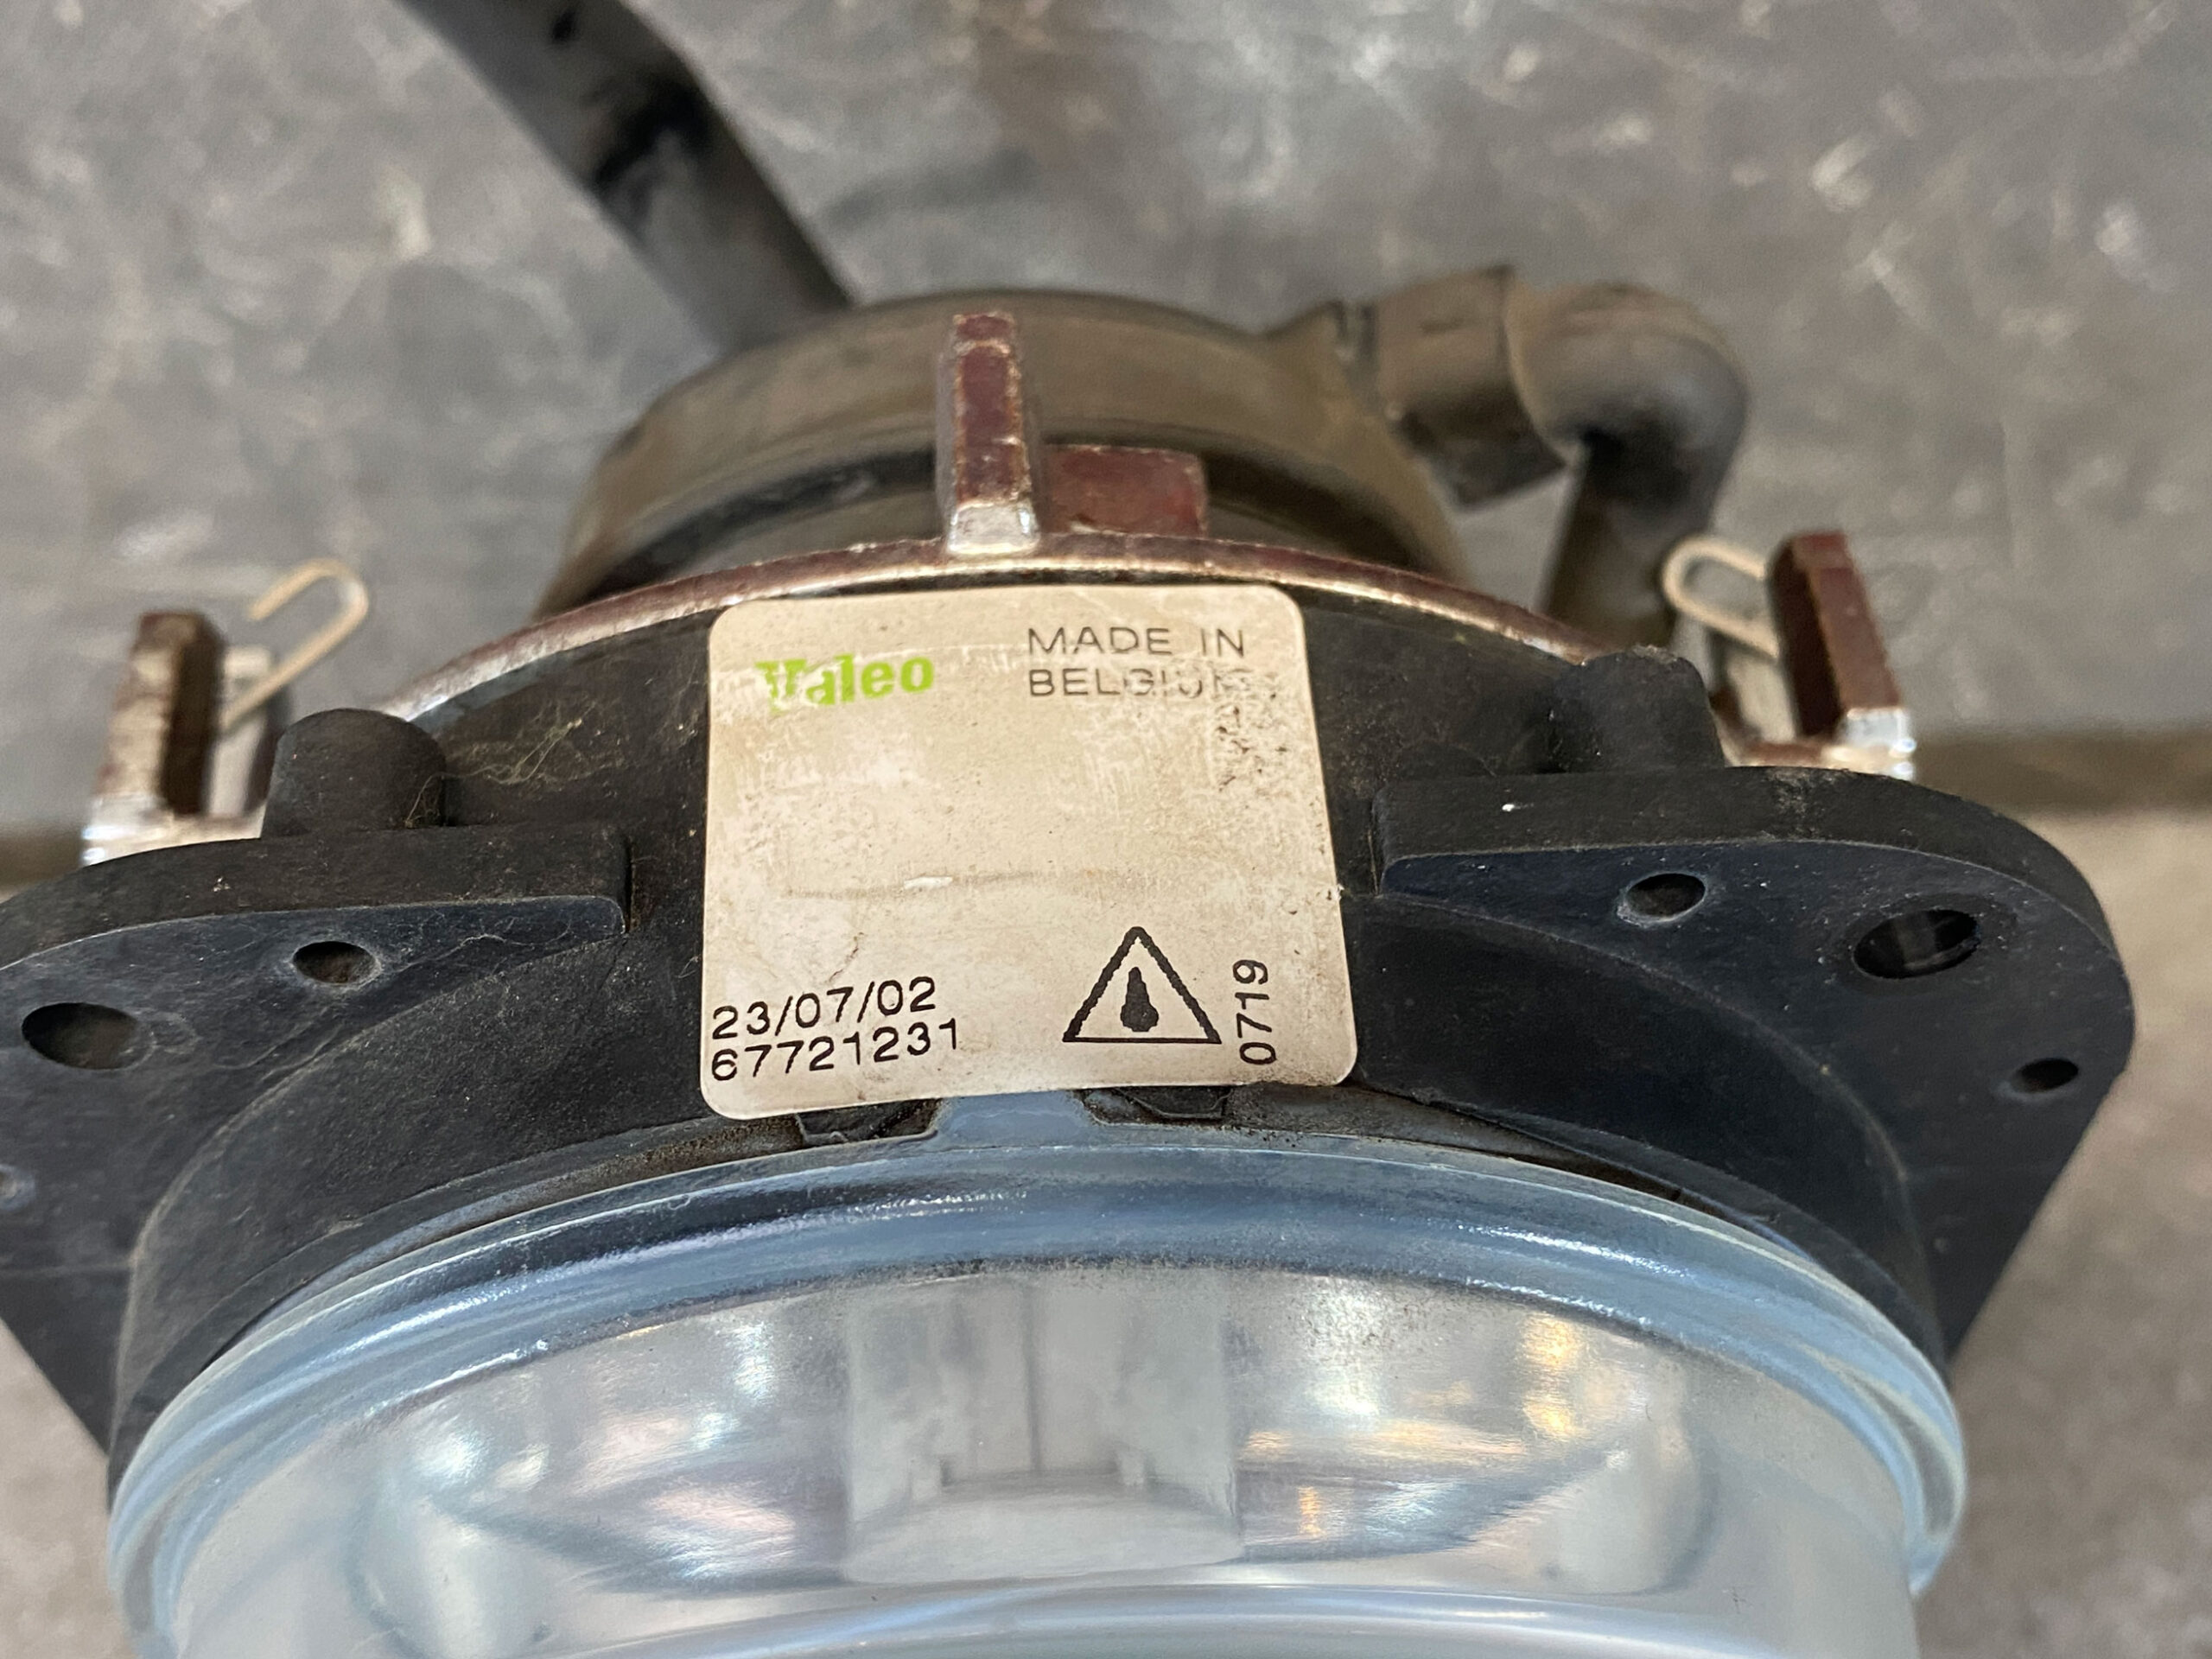 Valeo
MADE IN
BELGIUM
23/07/02
67721231
0719